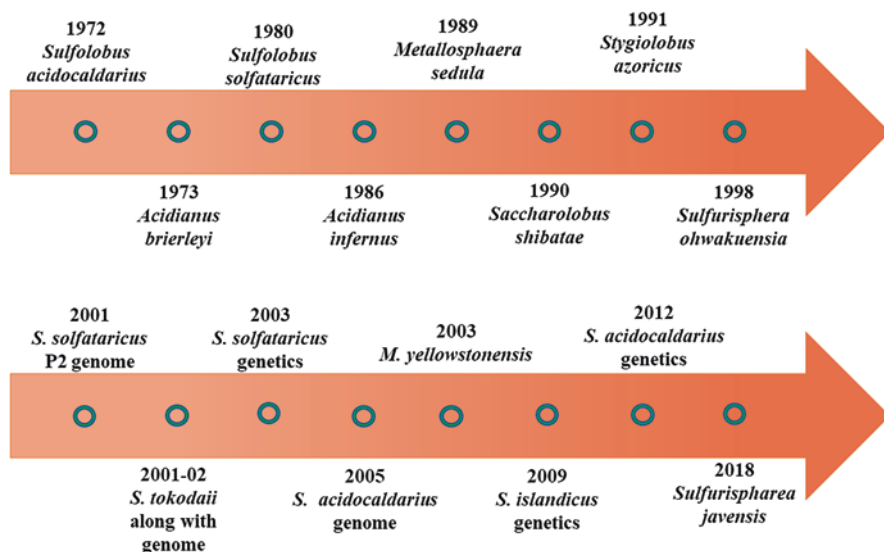 1972
Sulfolobus
acidocaldarius
1980
Sulfolobus
solfataricus
1989
Metallosphaera
sedula
1991
Stygiolobus
azoricus
1973
Acidianus
brierleyi
1986
Acidianus
infernus
1990
Saccharolobus
shibatae
1998
Sulfurisphera
ohwakuensia
2001
S. solfataricus
P2 genome
2003
S. solfataricus
genetics
2003
M. yellowstonensis
2012
S. acidocaldarius
genetics
2001-02
S. tokodaii
along with
genome
2005
S. acidocaldarius
genome
2009
S. islandicus
genetics
2018
Sulfurispharea
javensis